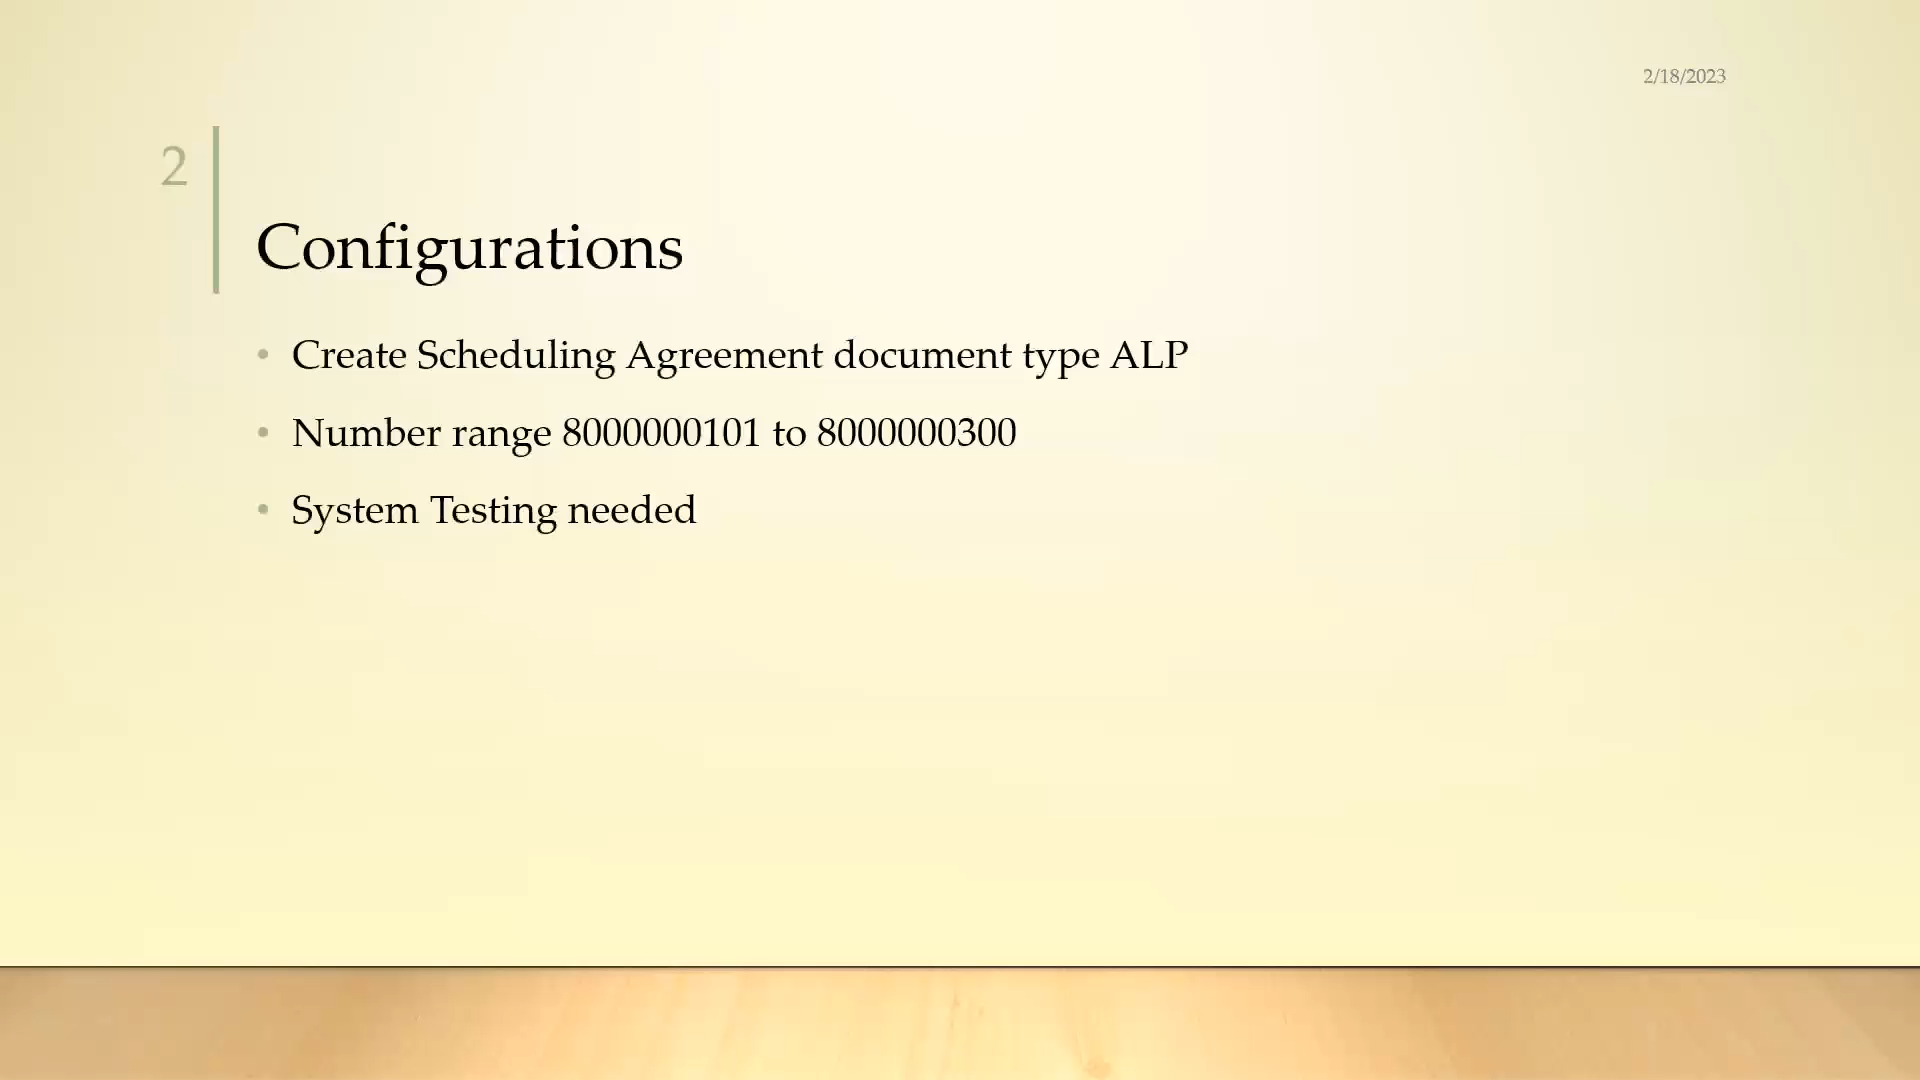 2/18/2023
2
Configurations
• Create Scheduling Agreement document type ALP
• Number range 8000000101 to 8000000300
• System Testing needed